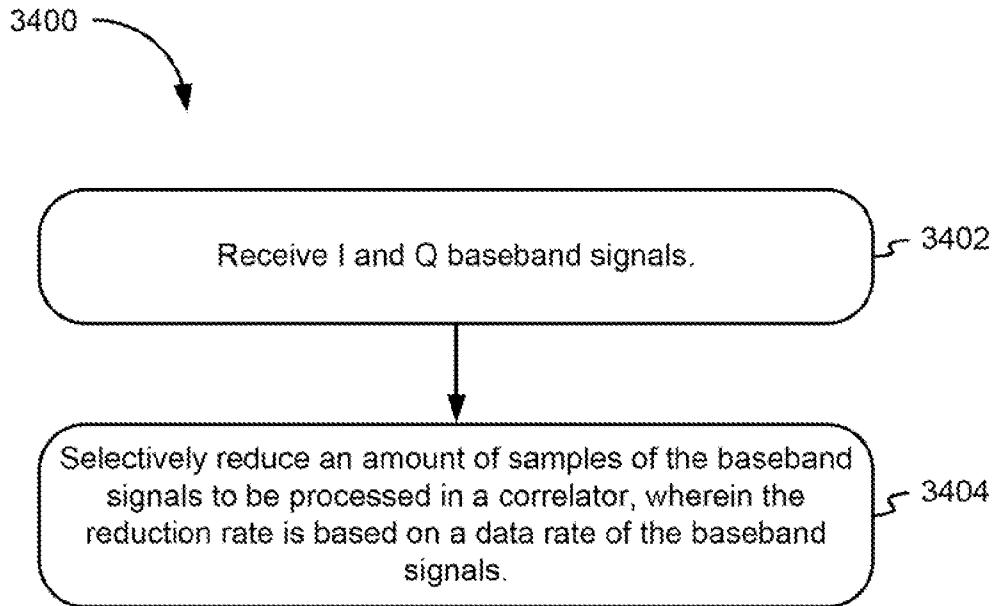 3400
Receive I and Q baseband signals.
3402
Selectively reduce an amount of samples of the baseband
signals to be processed in a correlator, wherein the
reduction rate is based on a data rate of the baseband
signals.
3404